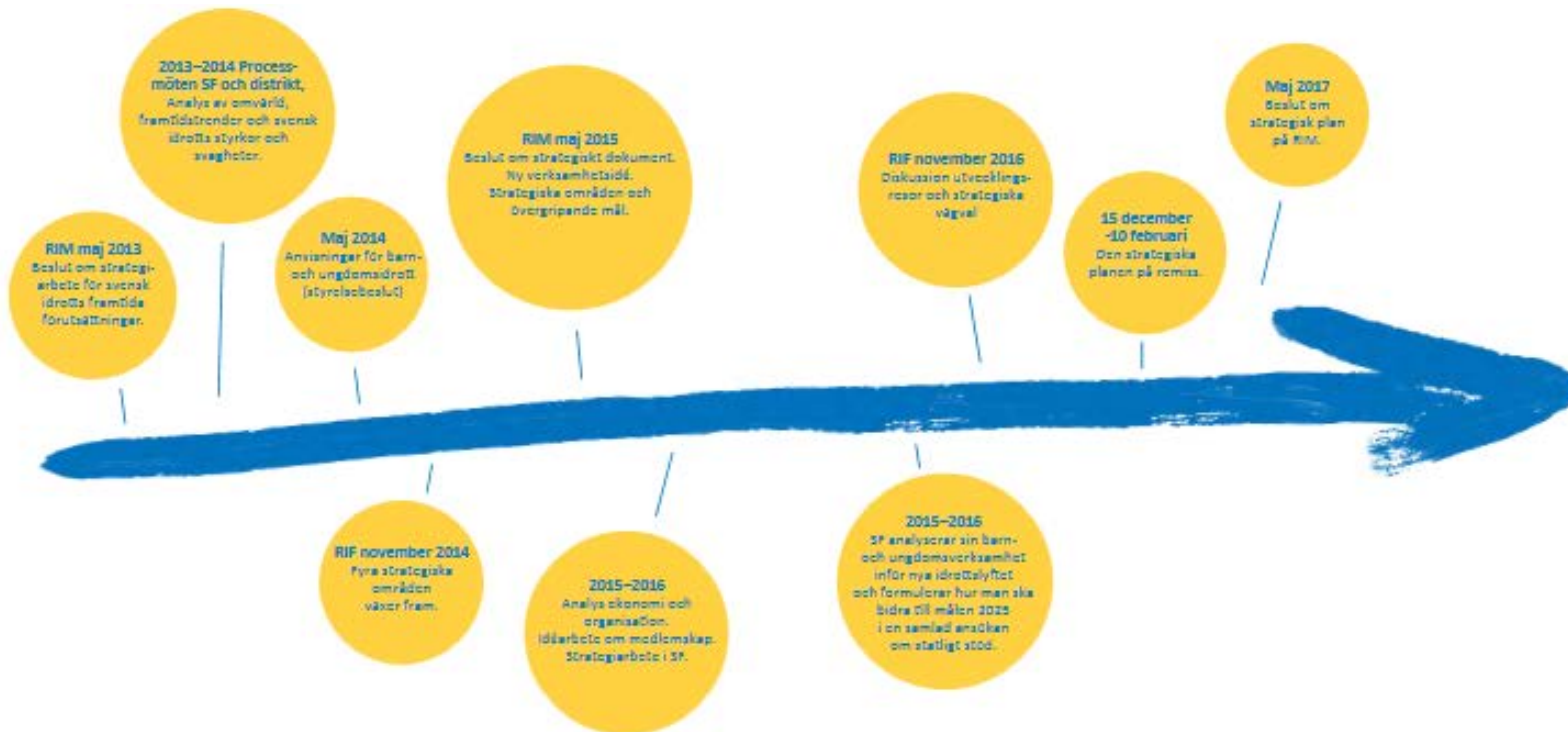 2013–2014 Process-
möten SF och distrikt,
Analys av omvärld,
framtidstrender och svensk
idrotts styrkor och
svagheter.
RIM maj 2013
Beslut om strategi-
arbete för svensk
idrotts framtida
förutsättningar.
Maj 2014
Anvisningar för barn-
och ungdomsidrott
(styrelsebeslut)
RIM maj 2015
Beslut om strategiskt dokument.
Ny verksamhetsidé.
Strategiska områden och
övergripande mål.
RIF november 2016
Diskussion utvecklings-
resor och strategiska
vägval
15 december
-10 februari
Den strategiska
planen på remiss.
Maj 2017
Beslut om
strategisk plan
på RIM.
RIF november 2014
Fyra strategiska
områden
växer fram.
2015–2016
Analys ekonomi och
organisation.
Idéarbete om medlemskap.
Strategiarbete i SF.
2015–2016
SF analyserar sin barn-
och ungdomsverksamhet
inför nya idrottslyftet
och formulerar hur man ska
bidra till målen 2025
i en samlad ansökan
om statligt stöd.